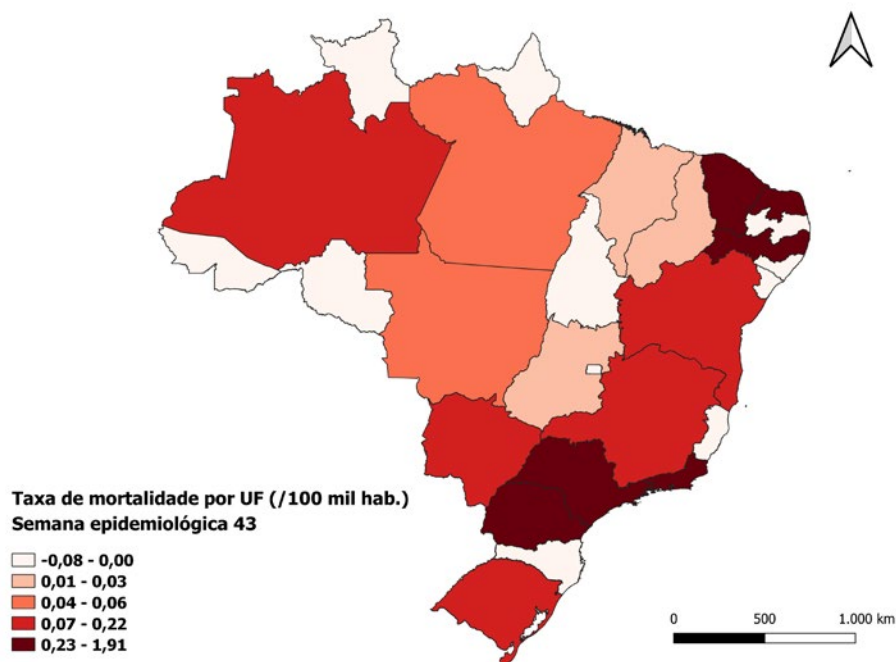 Taxa de mortalidade por UF (/100 mil hab.)
Semana epidemiológica 43
-0,08 - 0,00
0,01 - 0,03
0,04 - 0,06
0,07 - 0,22
0,23 - 1,91
0 500 1.000 km